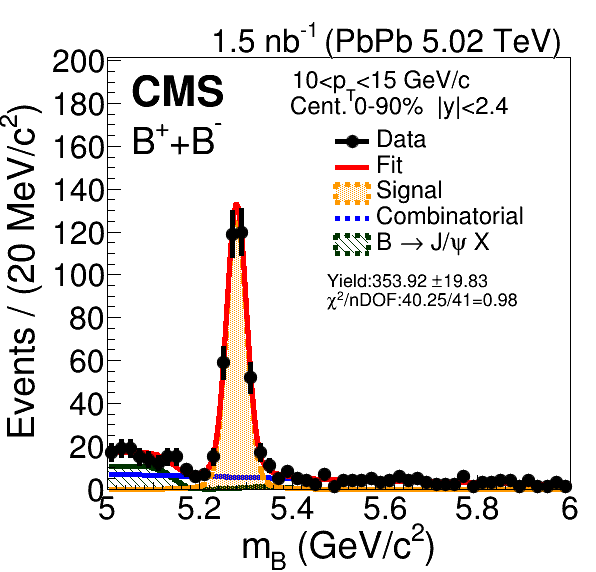 1.5 nb⁻¹ (PbPb 5.02 TeV)
CMS
B⁺+B⁻
10<p_T<15 GeV/c
Cent. 0-90% |y|<2.4
Data
Fit
Signal
Combinatorial
B → J/ψ X
Yield:353.92 ±19.83
χ²/nDOF:40.25/41=0.98
Events / (20 MeV/c²)
200
180
160
140
120
100
80
60
40
20
0
5 5.2 5.4 5.6 5.8 6
m_B (GeV/c²)